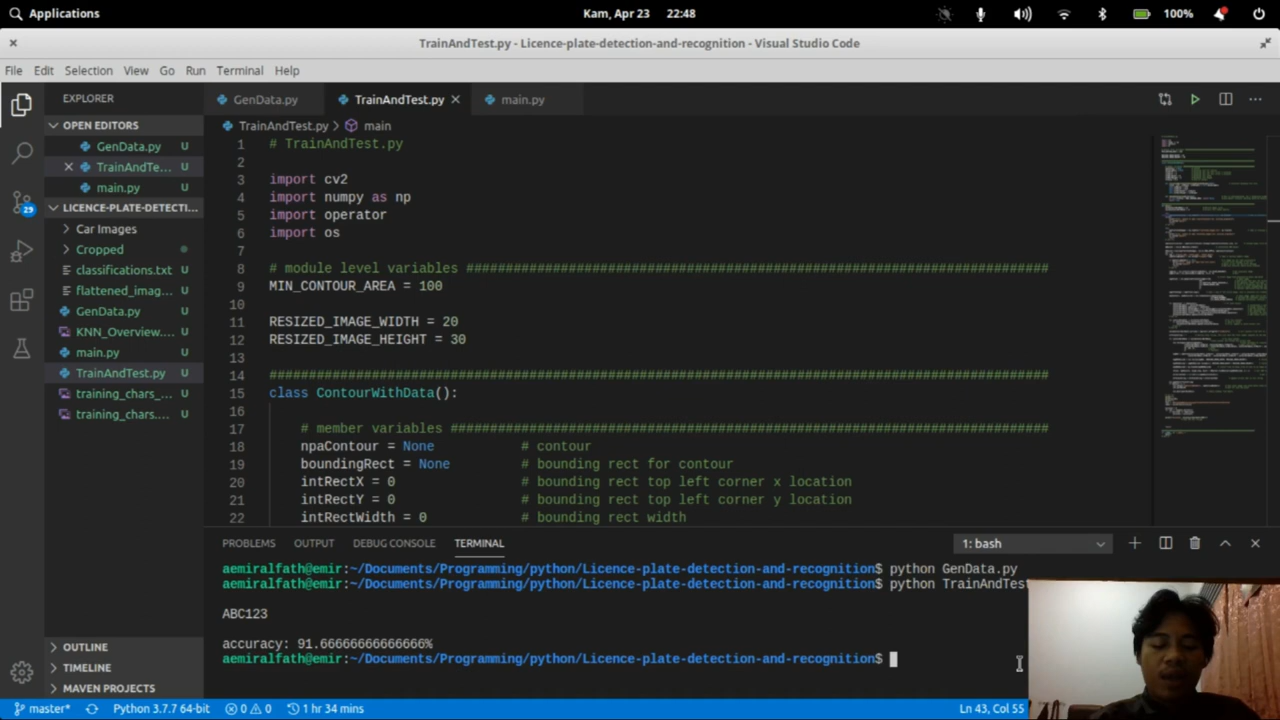 Applications
Kam, Apr 23 22:48
100%
TrainAndTest.py - Licence-plate-detection-and-recognition - Visual Studio Code
File Edit Selection View Go Run Terminal Help
EXPLORER
OPEN EDITORS
GenData.py U
TrainAndTe... U
main.py U
LICENCE-PLATE-DETECTI...
Car Images
Cropped
classifications.txt U
flattened_imag... U
GenData.py U
KNN_Overview.... U
main.py U
TrainAndTest.py U
training_chars_... U
training_chars.... U
OUTLINE
TIMELINE
MAVEN PROJECTS
29
GenData.py TrainAndTest.py main.py
TrainAndTest.py > main
1 # TrainAndTest.py
2
3 import cv2
4 import numpy as np
5 import operator
6 import os
7
8 # module level variables ##########################################################################
9 MIN_CONTOUR_AREA = 100
10
11 RESIZED_IMAGE_WIDTH = 20
12 RESIZED_IMAGE_HEIGHT = 30
13
14 ###################################################################################################
15 class ContourWithData():
16
17 # member variables ############################################################################
18 npaContour = None # contour
19 boundingRect = None # bounding rect for contour
20 intRectX = 0 # bounding rect top left corner x location
21 intRectY = 0 # bounding rect top left corner y location
22 intRectWidth = 0 # bounding rect width
PROBLEMS OUTPUT DEBUG CONSOLE TERMINAL
1: bash
aemiralfath@emir:~/Documents/Programming/python/Licence-plate-detection-and-recognition$ python GenData.py
aemiralfath@emir:~/Documents/Programming/python/Licence-plate-detection-and-recognition$ python TrainAndTest
ABC123
accuracy: 91.66666666666666%
aemiralfath@emir:~/Documents/Programming/python/Licence-plate-detection-and-recognition$
master* Python 3.7.7 64-bit 0 0 1 hr 34 mins Ln 43, Col 55